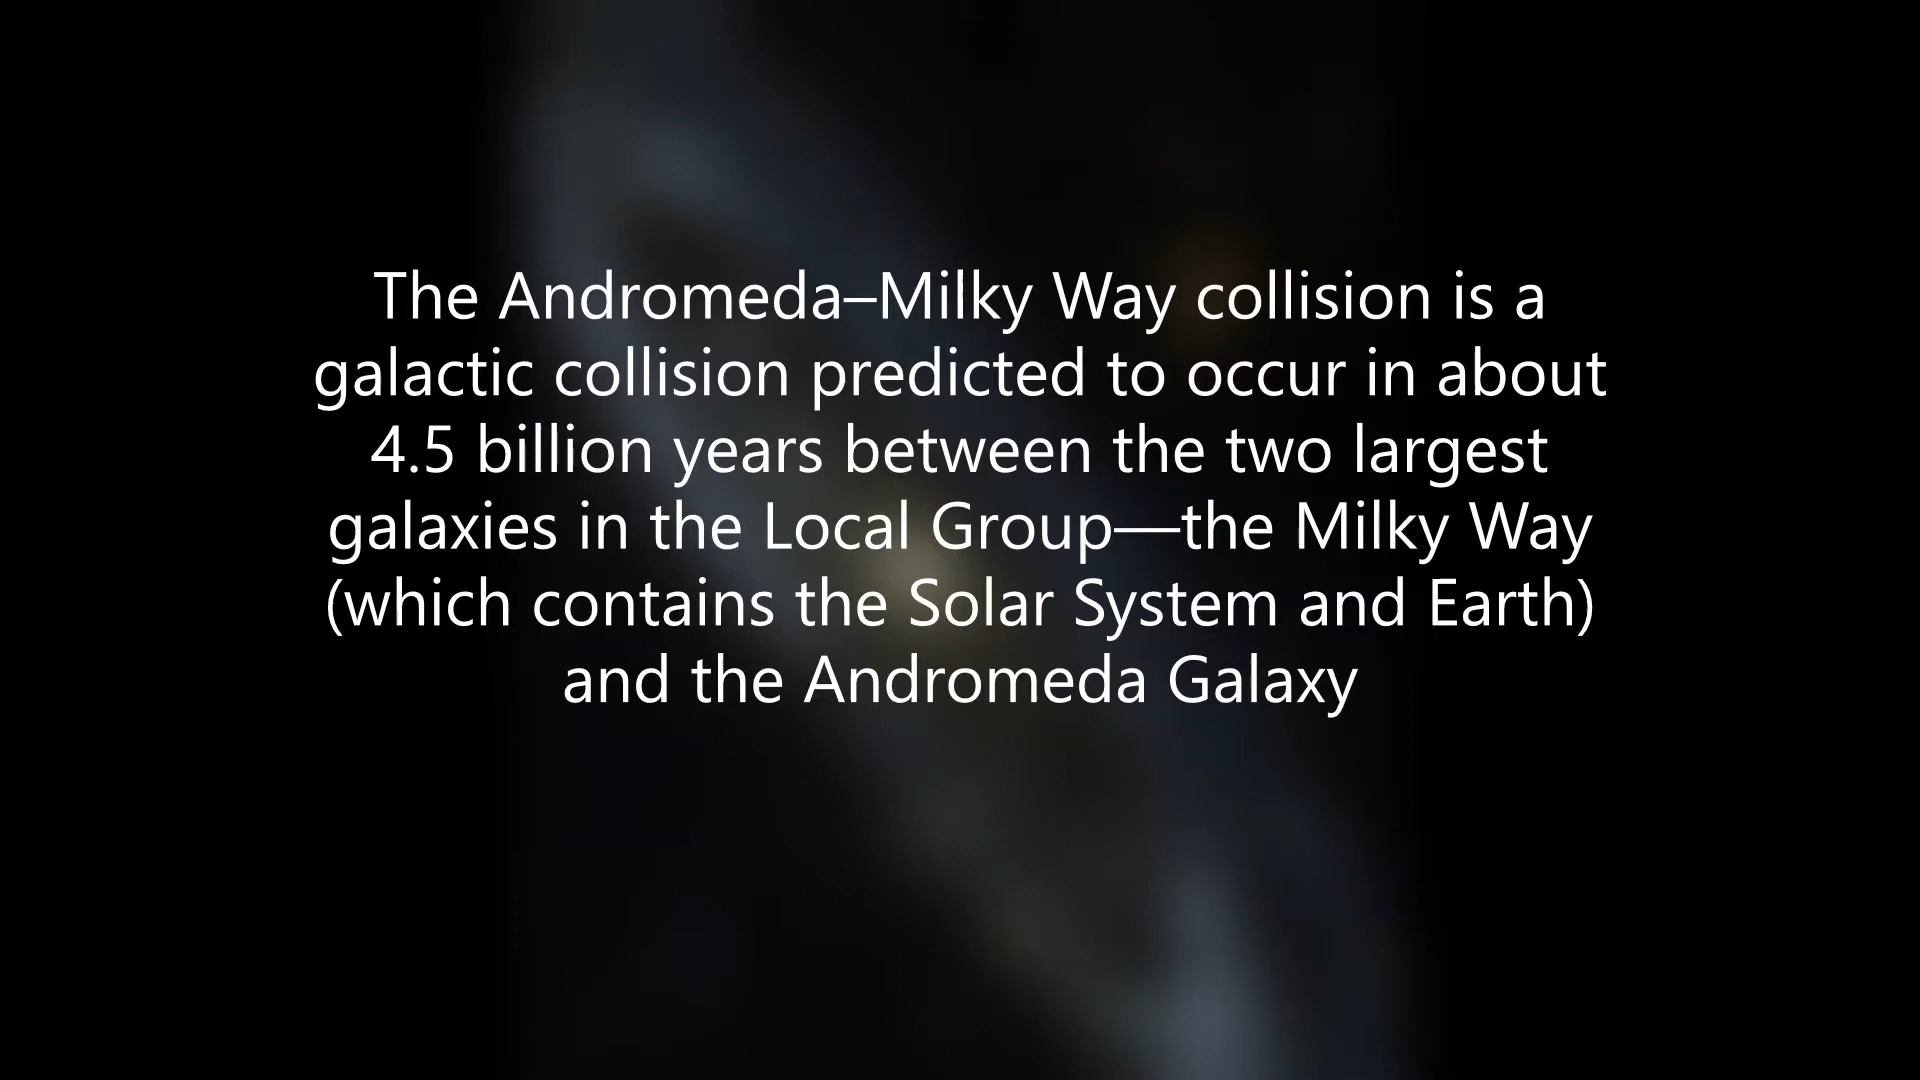 The Andromeda–Milky Way collision is a
galactic collision predicted to occur in about
4.5 billion years between the two largest
galaxies in the Local Group—the Milky Way
(which contains the Solar System and Earth)
and the Andromeda Galaxy